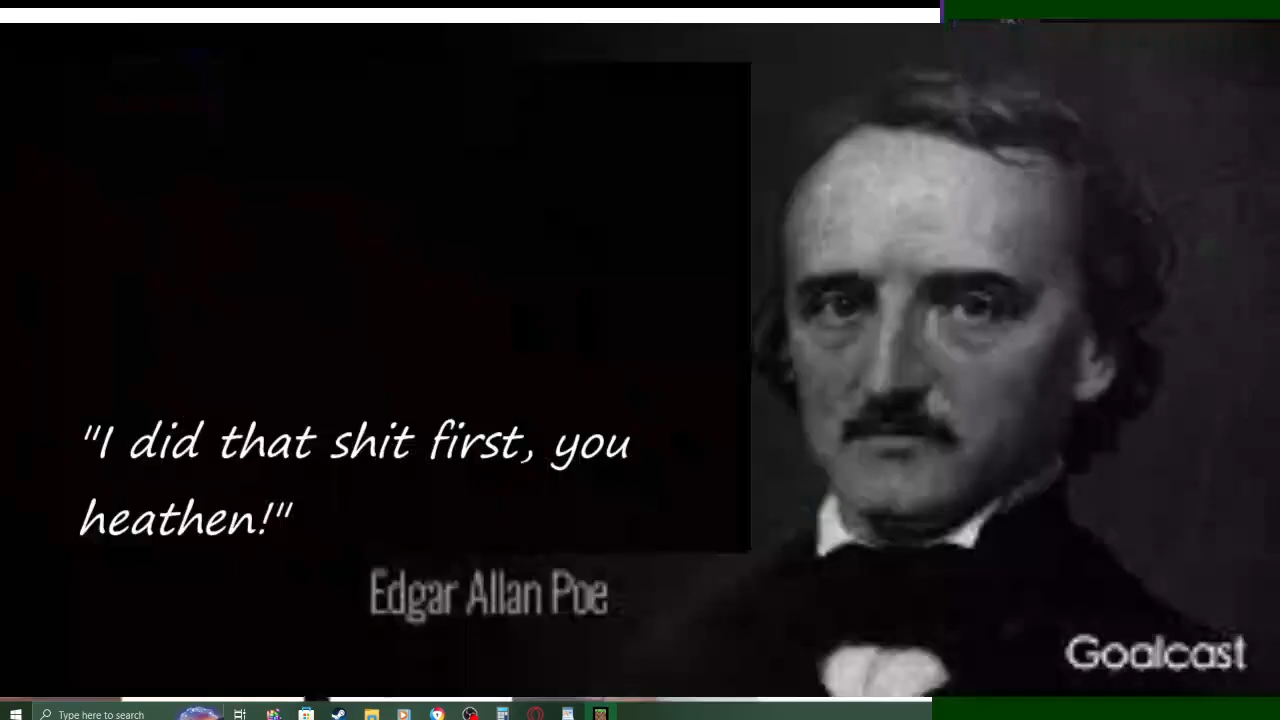 "I did that shit first, you
heathen!"
Edgar Allan Poe
Goalcast
Type here to search